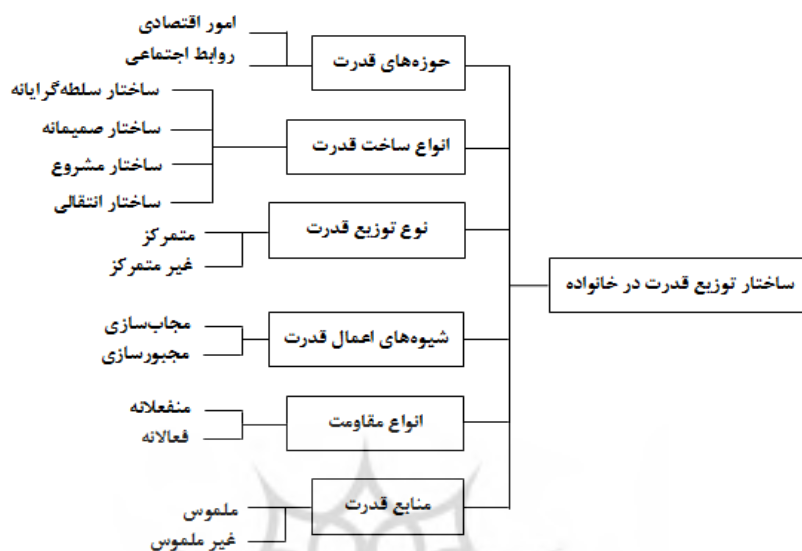 ساختار توزیع قدرت در خانواده
حوزه‌های قدرت
امور اقتصادی
روابط اجتماعی
انواع ساخت قدرت
ساختار سلطه‌گرایانه
ساختار صمیمانه
ساختار مشروع
ساختار انتقالی
نوع توزیع قدرت
متمرکز
غیر متمرکز
شیوه‌های اعمال قدرت
مجاب‌سازی
مجبورسازی
انواع مقاومت
منفعلانه
فعالانه
منابع قدرت
ملموس
غیر ملموس